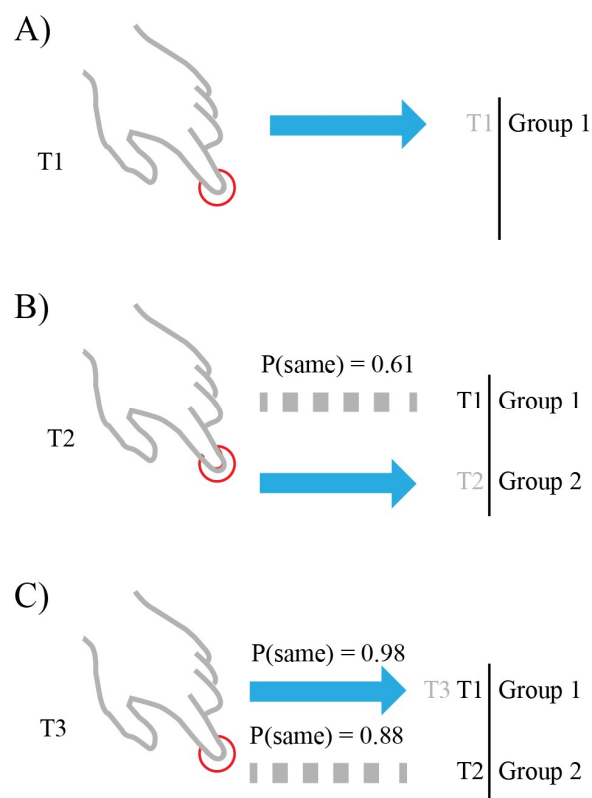 A)
T1
T1 Group 1
B)
P(same) = 0.61
T1 Group 1
T2
T2 Group 2
C)
P(same) = 0.98
T3 T1 Group 1
T3
P(same) = 0.88
T2 Group 2